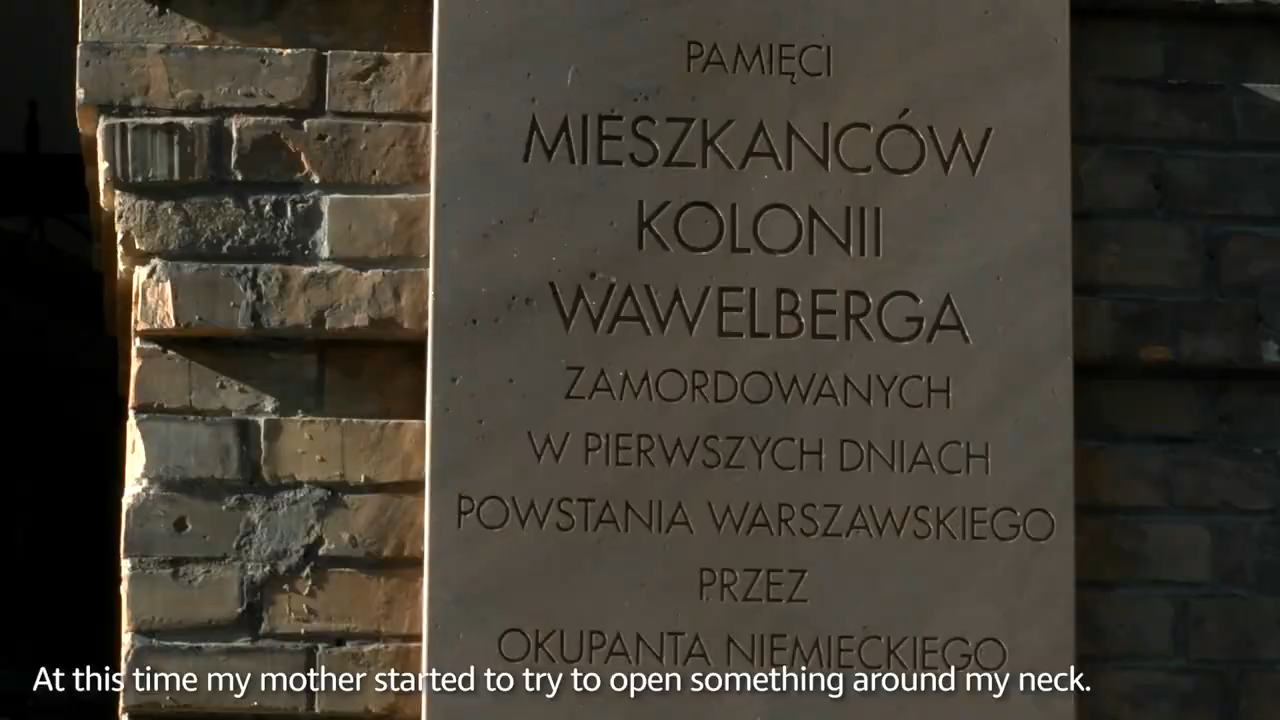 PAMIĘCI
MIESZKANCÓW
KOLONII
WAWELBERGA
ZAMORDOWANYCH
W PIERWSZYCH DNIACH
POWSTANIA WARSZAWSKIEGO
PRZEZ
OKUPANTA NIEMIECKIEGO
At this time my mother started to try to open something around my neck.